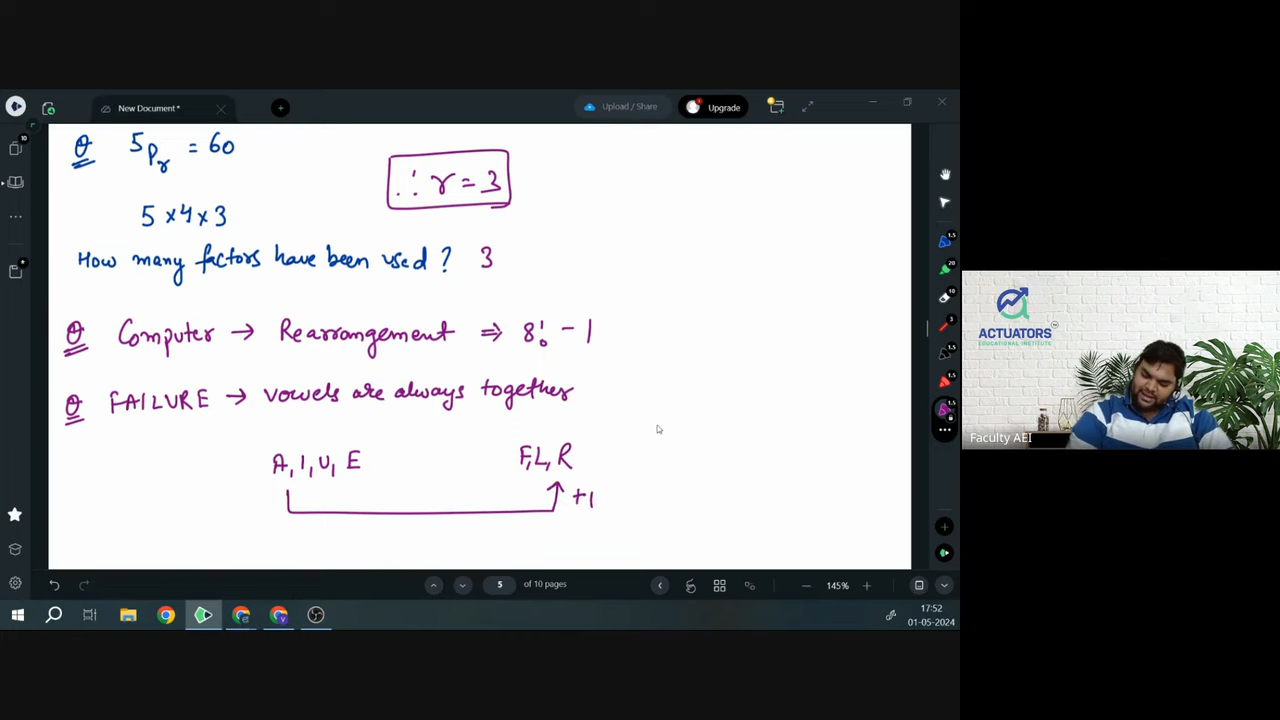 New Document*
Upload / Share
Upgrade
Q 5Pr = 60
∴ r = 3
5 x 4 x 3
How many factors have been used ? 3
Q Computer → Rearrangement ⇒ 8! - 1
Q FAILURE → vowels are always together
A, I, U, E F, L, R
+1
ACTUATORS
EDUCATIONAL INSTITUTE
Faculty AEI
5 of 10 pages
145%
17:52
01-05-2024